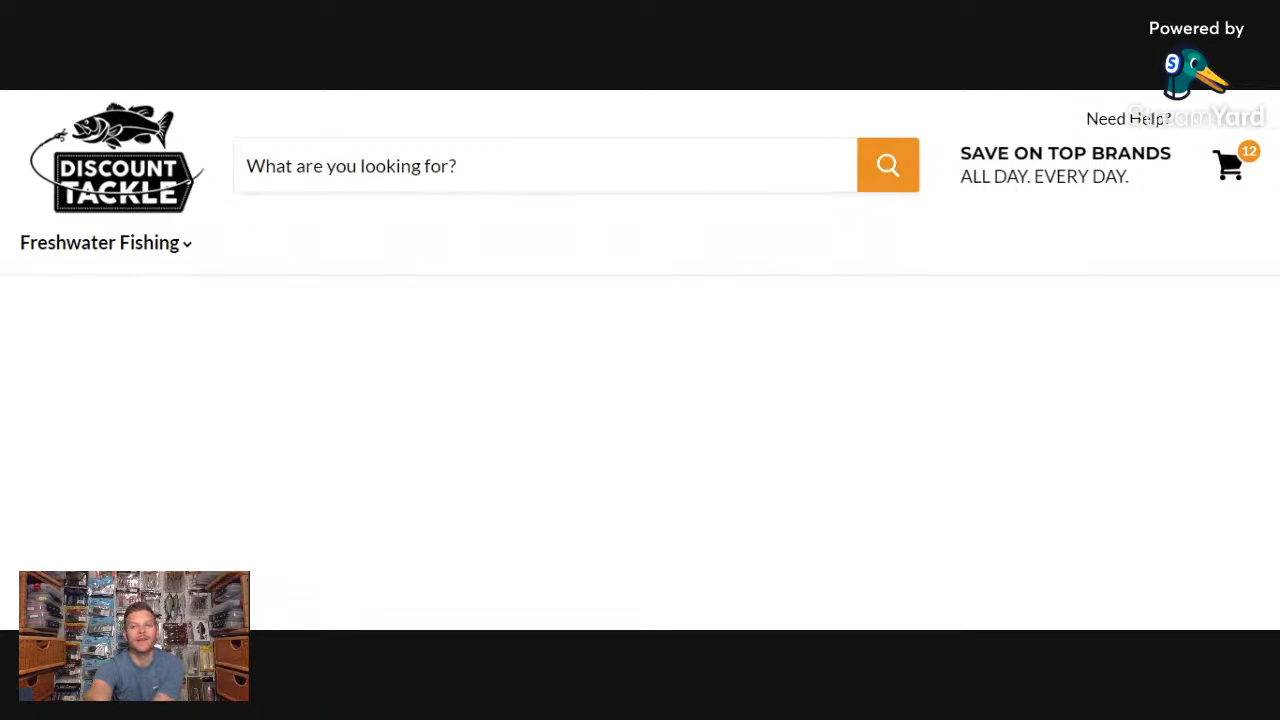 Powered by
S
StreamYard
Need Help?
DISCOUNT
TACKLE
What are you looking for?
SAVE ON TOP BRANDS
ALL DAY. EVERY DAY.
12
Freshwater Fishing